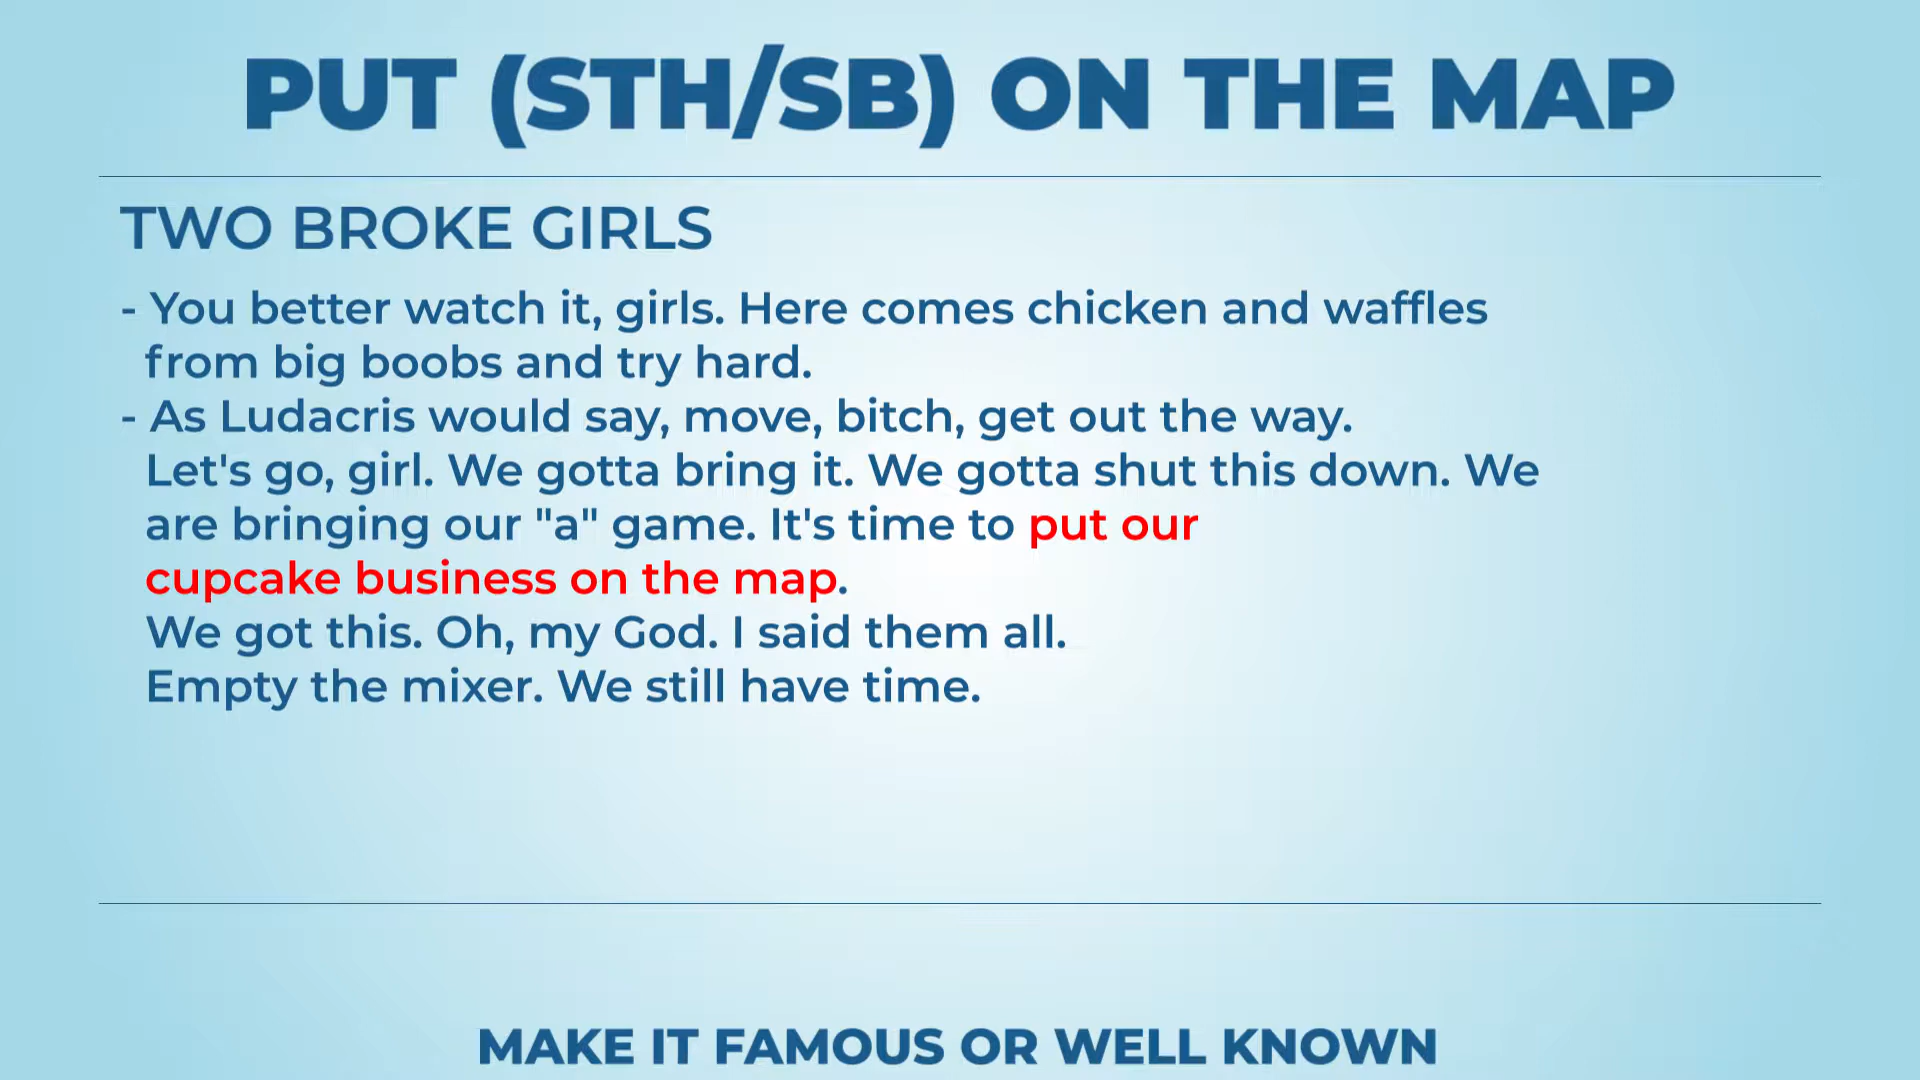 PUT (STH/SB) ON THE MAP
TWO BROKE GIRLS
- You better watch it, girls. Here comes chicken and waffles
from big boobs and try hard.
- As Ludacris would say, move, bitch, get out the way.
Let's go, girl. We gotta bring it. We gotta shut this down. We
are bringing our "a" game. It's time to put our
cupcake business on the map.
We got this. Oh, my God. I said them all.
Empty the mixer. We still have time.
MAKE IT FAMOUS OR WELL KNOWN